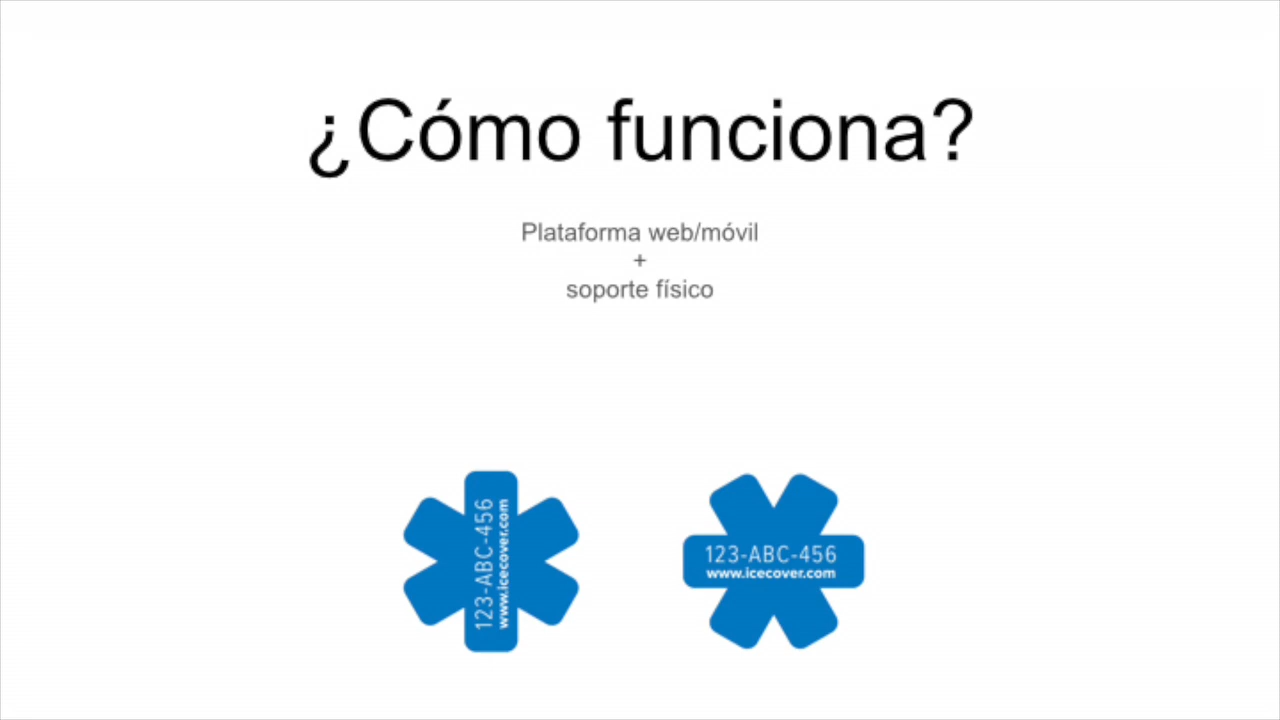 ¿Cómo funciona?
Plataforma web/móvil
+
soporte físico
123-ABC-456
www.icecover.com
123-ABC-456
www.icecover.com